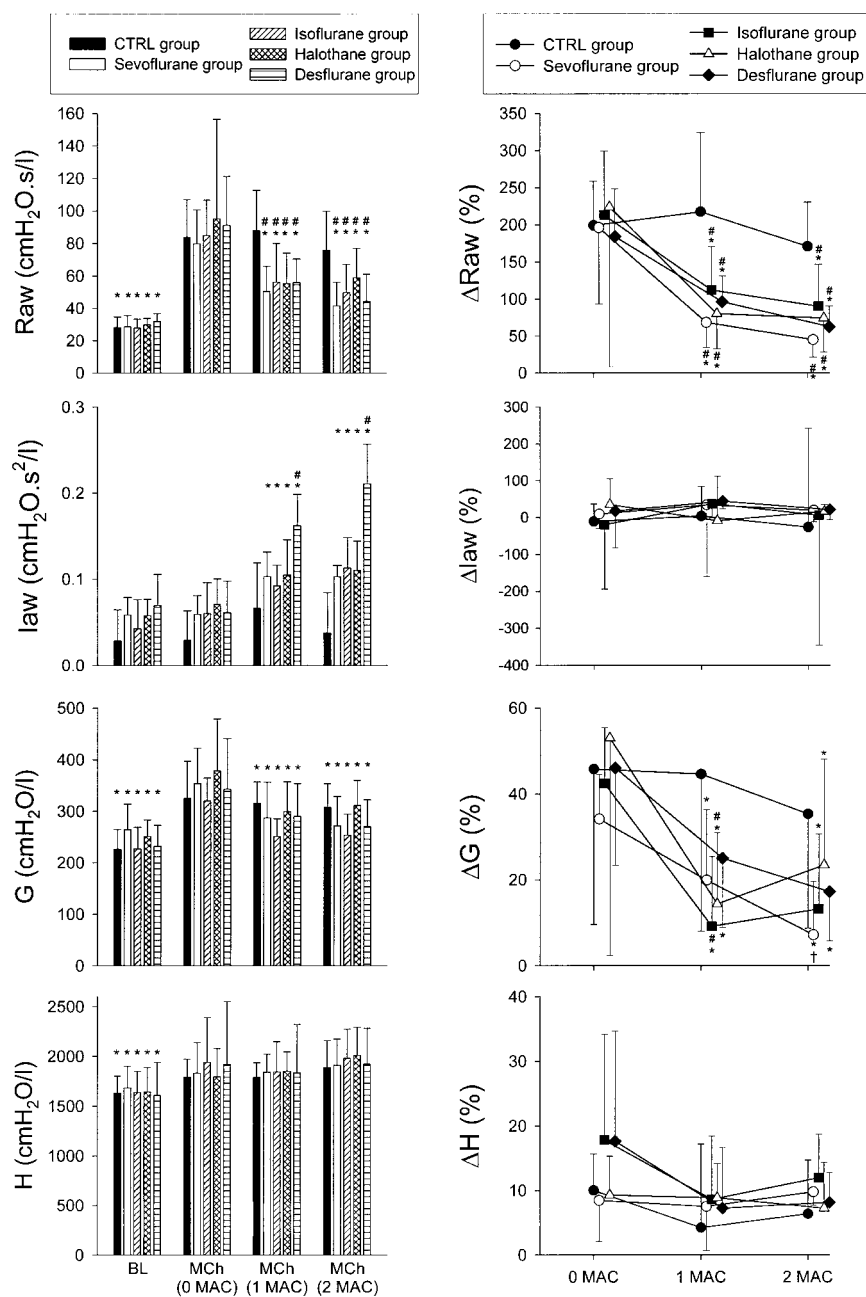 CTRL group
Sevoflurane group
Isoflurane group
Halothane group
Desflurane group
CTRL group
Sevoflurane group
Isoflurane group
Halothane group
Desflurane group
Raw (cmH2O.s/l)
160
140
120
100
80
60
40
20
0
* * * * *
# # # #
* * * *
# # # #
* * * *
ΔRaw (%)
350
300
250
200
150
100
50
0
#
*
#
*
#
*
#
*
#
*
#
*
#
*
#
*
Iaw (cmH2O.s2/l)
0.3
0.2
0.1
0.0
#
* * * *
#
* * * *
ΔIaw (%)
300
200
100
0
-100
-200
-300
-400
G (cmH2O/l)
500
400
300
200
100
0
* * * * *
* * * * *
* * * * *
ΔG (%)
60
40
20
0
*
#
*
#
*
*
*
*
*
†
*
H (cmH2O/l)
2500
2000
1500
1000
500
0
* * * * *
ΔH (%)
40
30
20
10
0
BL
MCh (0 MAC)
MCh (1 MAC)
MCh (2 MAC)
0 MAC
1 MAC
2 MAC